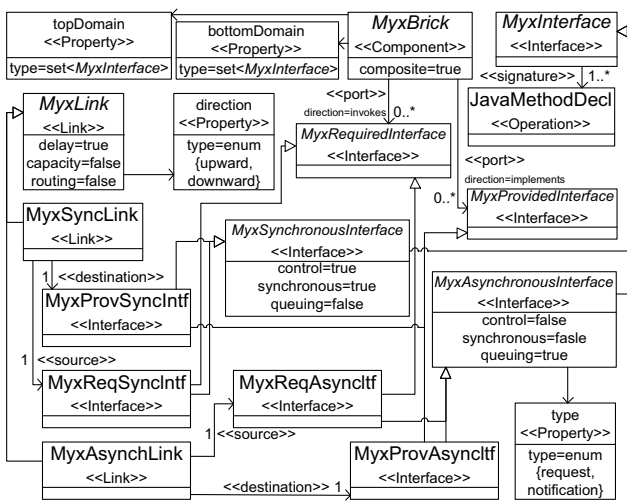 topDomain
<<Property>>
type=set<MyxInterface>
bottomDomain
<<Property>>
type=set<MyxInterface>
MyxBrick
<<Component>>
composite=true
MyxInterface
<<Interface>>
<<signature>> 1..*
JavaMethodDecl
<<Operation>>
<<port>>
direction=invokes 0..*
MyxRequiredInterface
<<Interface>>
<<port>>
direction=implements
0..*
MyxProvidedInterface
<<Interface>>
MyxLink
<<Link>>
delay=true
capacity=false
routing=false
direction
<<Property>>
type=enum
{upward,
downward}
MyxSyncLink
<<Link>>
1 <<destination>>
MyxSynchronousInterface
<<Interface>>
control=true
synchronous=true
queuing=false
MyxProvSyncIntf
<<Interface>>
MyxAsynchronousInterface
<<Interface>>
control=false
synchronous=fasle
queuing=true
1 <<source>>
MyxReqSyncIntf
<<Interface>>
MyxReqAsyncItf
<<Interface>>
1 <<source>>
MyxAsynchLink
<<Link>>
<<destination>> 1
MyxProvAsyncItf
<<Interface>>
type
<<Property>>
type=enum
{request,
notification}